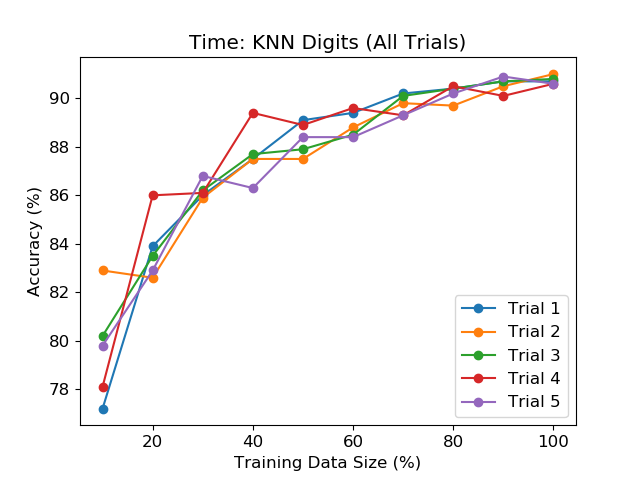 Time: KNN Digits (All Trials)
90
88
86
84
82
80
78
Accuracy (%)
Trial 1
Trial 2
Trial 3
Trial 4
Trial 5
20
40
60
80
100
Training Data Size (%)